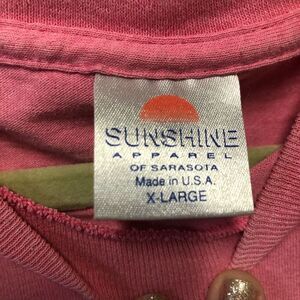 SUNSHINE
APPAREL
OF SARASOTA
Made in U.S.A.
X-LARGE